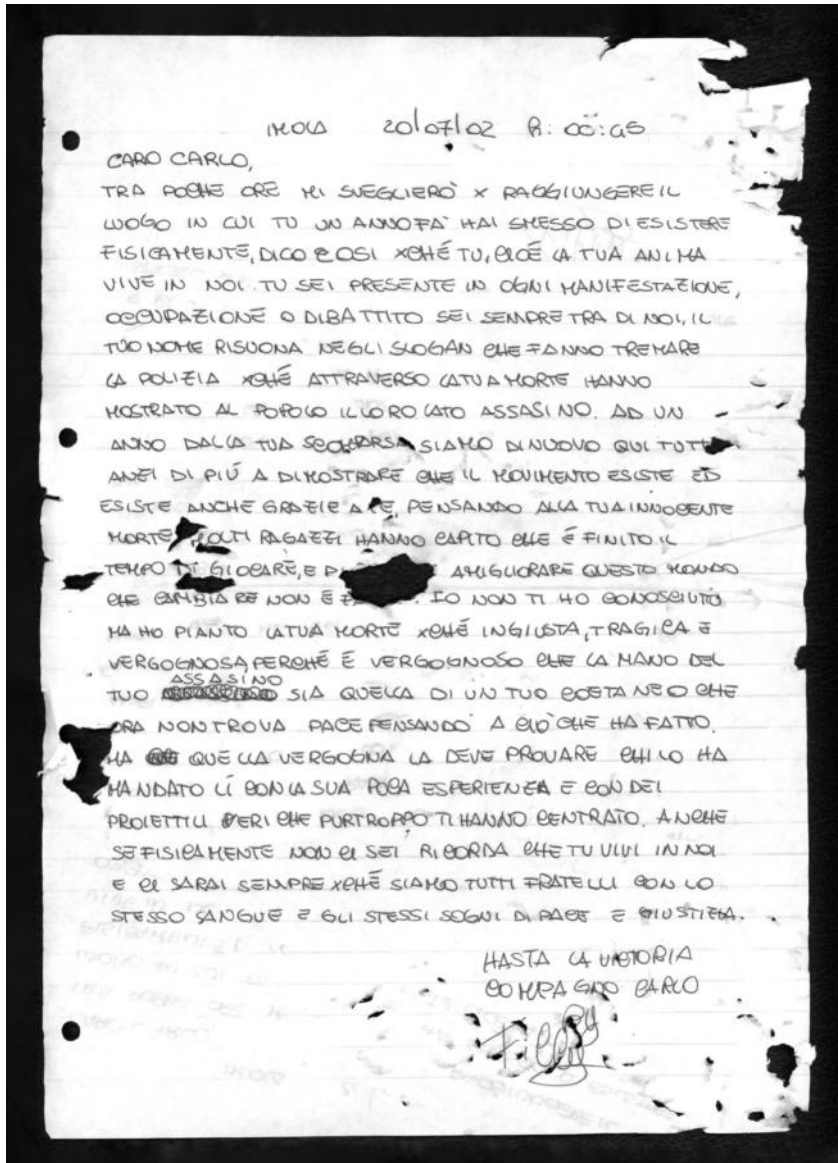 IMOLA 20/07/02 h: 00:45
CARO CARLO,
TRA POCHE ORE MI SVEGLIERÒ X RAGGIUNGERE IL
LUOGO IN CUI TU UN ANNO FÀ HAI SMESSO DI ESISTERE
FISICAMENTE, DICO COSI XCHÉ TU, CIOÉ LA TUA ANIMA
VIVE IN NOI. TU SEI PRESENTE IN OGNI MANIFESTAZIONE,
OCCUPAZIONE O DIBATTITO SEI SEMPRE TRA DI NOI, IL
TUO NOME RISUONA NEGLI SLOGAN CHE FANNO TREMARE
LA POLIZIA XCHÉ ATTRAVERSO LA TUA MORTE HANNO
MOSTRATO AL POPOLO IL LORO LATO ASSASINO. AD UN
ANNO DALLA TUA SCOMPARSA SIAMO DI NUOVO QUI TUTTI
ANZI DI PIÚ A DIMOSTRARE CHE IL MOVIMENTO ESISTE ED
ESISTE ANCHE GRAZIE A TE, PENSANDO ALLA TUA INNOCENTE
MORTE MOLTI RAGAZZI HANNO CAPITO CHE É FINITO IL
TEMPO DI GIOCARE, E A MIGLIORARE QUESTO MONDO
CHE CAMBIARE NON É IO NON TI HO CONOSCIUTO
MA HO PIANTO LA TUA MORTE XCHÉ INGIUSTA, TRAGICA E
VERGOGNOSA, PERCHÉ É VERGOGNOSO CHE LA MANO DEL
TUO ASSASINO SIA QUELLA DI UN TUO COETANEO CHE
ORA NON TROVA PACE PENSANDO A CIÒ CHE HA FATTO.
MA QUELLA VERGOGNA LA DEVE PROVARE CHI LO HA
MANDATO LÍ CON LA SUA POCA ESPERIENZA E CON DEI
PROIETTILI VERI CHE PURTROPPO TI HANNO CENTRATO. ANCHE
SE FISICAMENTE NON CI SEI RICORDA CHE TU VIVI IN NOI
E CI SARAI SEMPRE XCHÉ SIAMO TUTTI FRATELLI CON LO
STESSO SANGUE E GLI STESSI SOGNI DI PACE E GIUSTIZIA.
HASTA LA VICTORIA
COMPAGNO CARLO